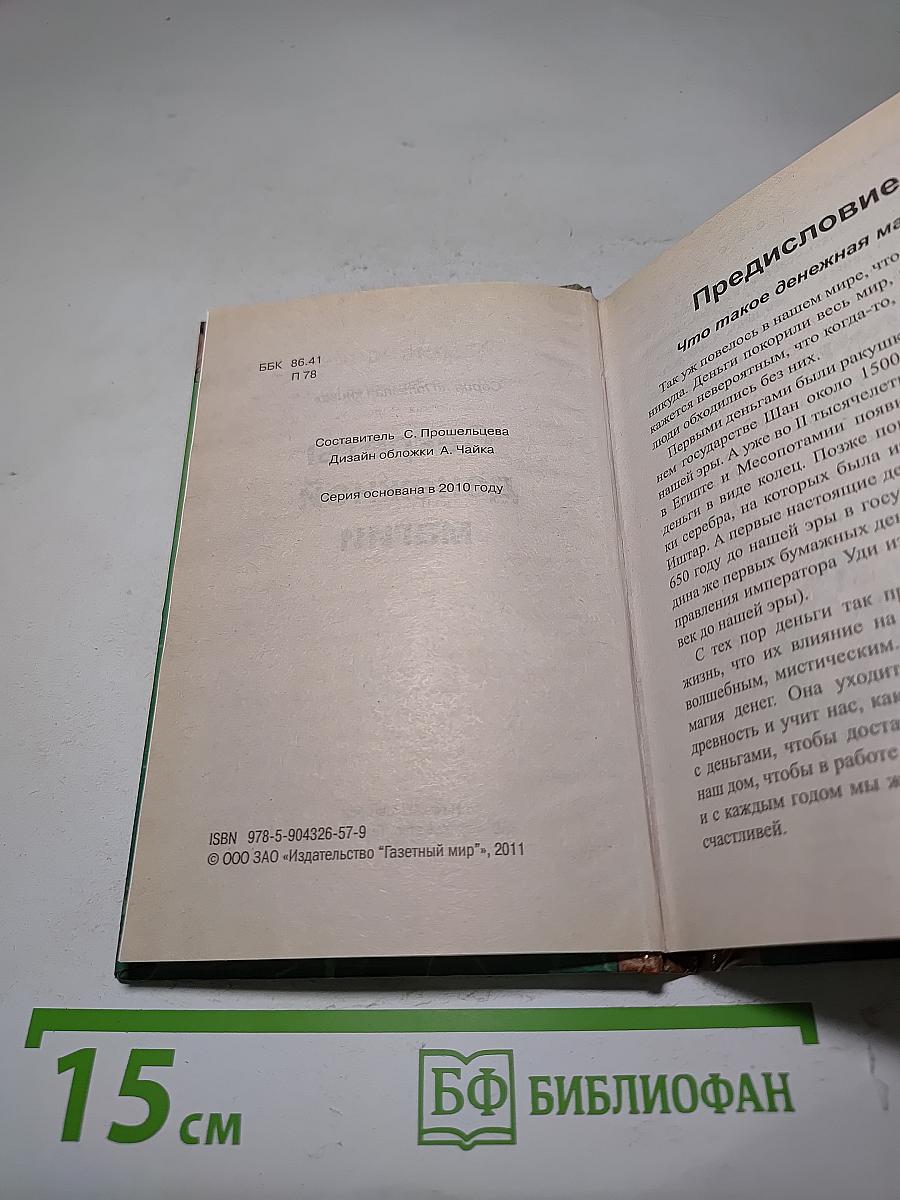 ББК 86.41
П 78
Составитель С. Прошельцева
Дизайн обложки А. Чайка
Серия основана в 2010 году
ISBN 978-5-904326-57-9
© ООО ЗАО «Издательство "Газетный мир"», 2011
Предисловие
Что такое денежная ма
Так уж повелось в нашем мире, что
никуда. Деньги покорили весь мир,
кажется невероятным, что когда-то,
люди обходились без них.
Первыми деньгами были ракушк
нем государстве Шан около 1500
нашей эры. А уже во II тысячелет
в Египте и Месопотамии появи
деньги в виде колец. Позже по
ки серебра, на которых была и
Иштар. А первые настоящие де
650 году до нашей эры в госу
дина же первых бумажных ден
правления императора Уди из
век до нашей эры).
С тех пор деньги так пр
жизнь, что их влияние на
волшебным, мистическим.
магия денег. Она уходит
древность и учит нас, как
с деньгами, чтобы доста
наш дом, чтобы в работе
и с каждым годом мы ж
счастливей.
15 см
БФ БИБЛИОФАН